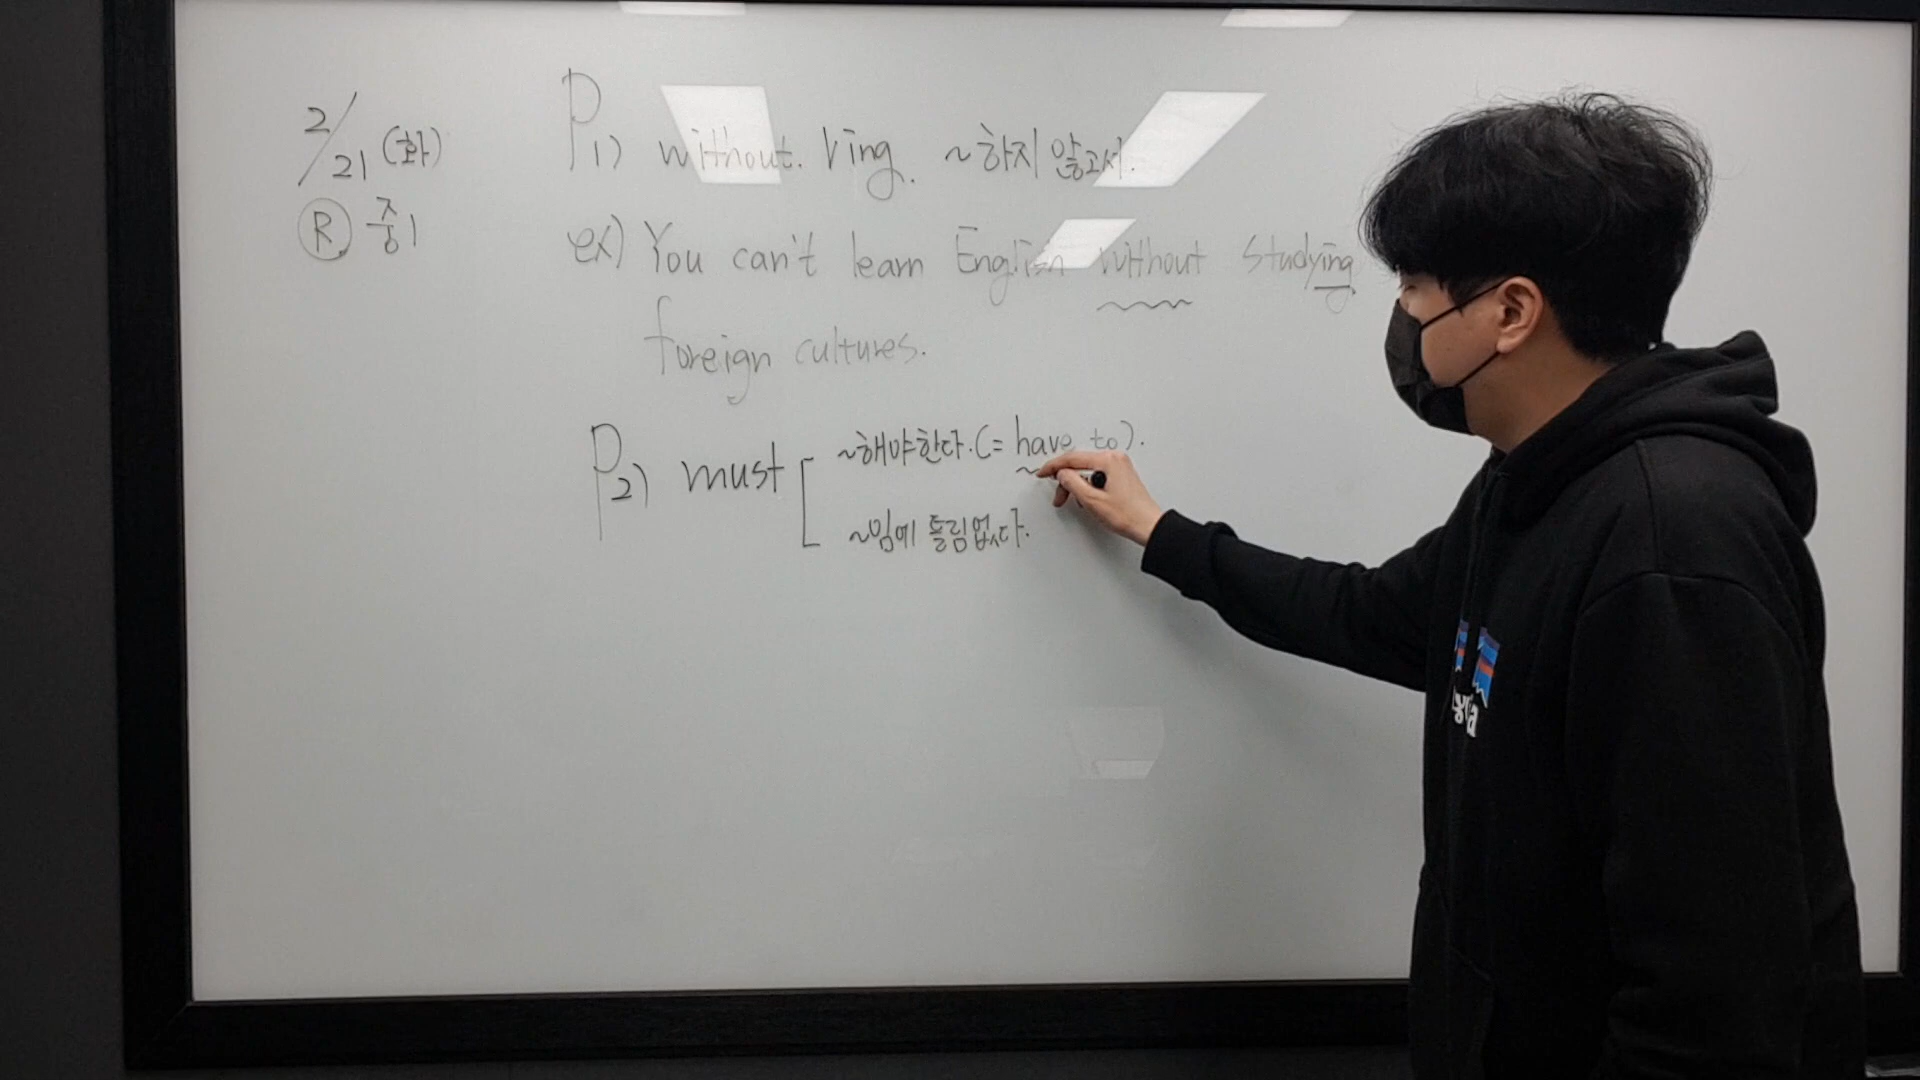 2/21 (화)
Ⓡ 중1
P1) without. Ving. ~하지 않고서.
ex) You can't learn English without studying
foreign cultures.
P2) must [ ~해야한다.(= have to).
~임에 틀림없다.